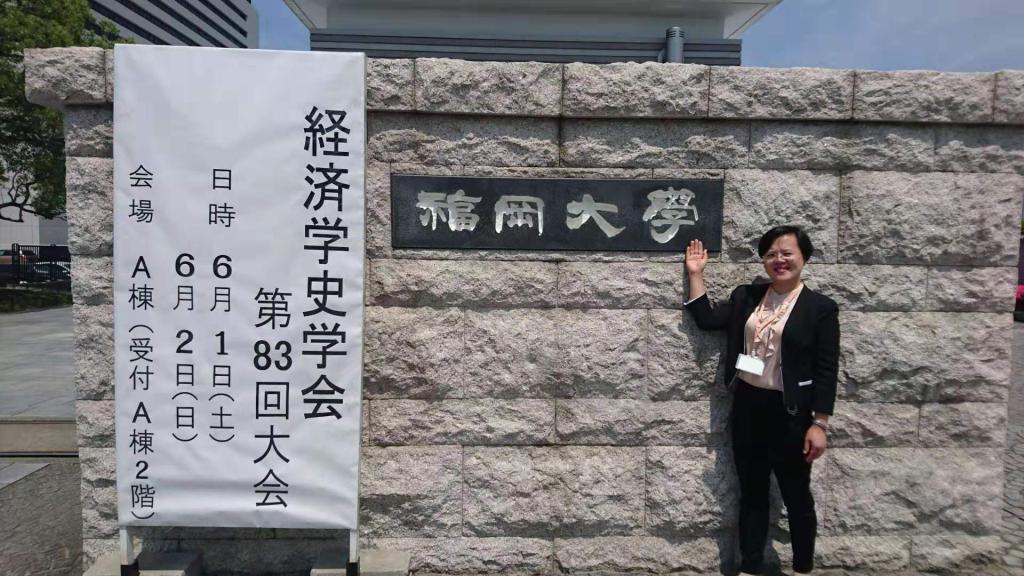 経済学史学会
第83回大会
日時 6月1日(土)
6月2日(日)
会場 A棟(受付 A棟2階)
福岡大學